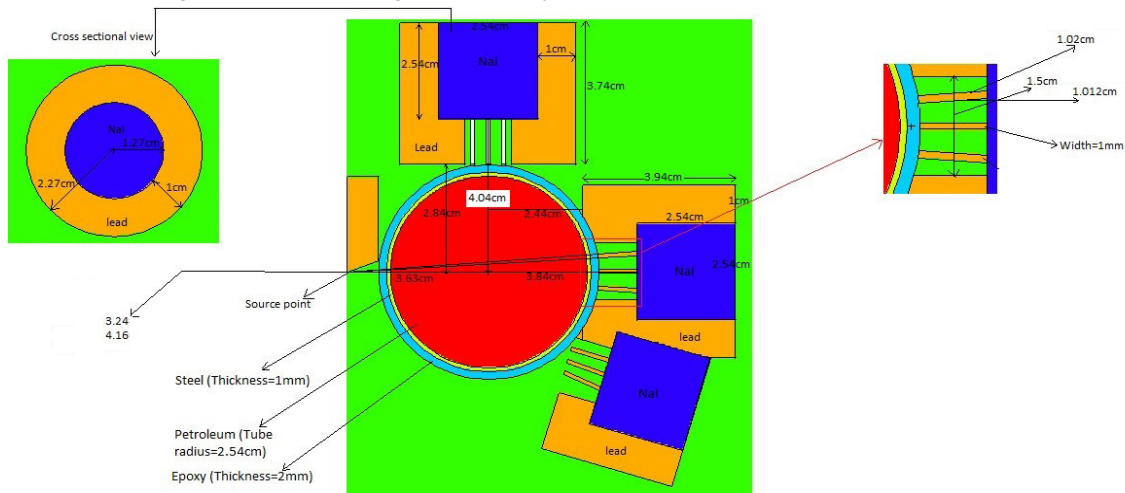 Cross sectional view
NaI
1.27cm
2.27cm
1cm
lead
2.54cm
2.54cm
NaI
1cm
3.74cm
Lead
4.04cm
2.84cm
2.44cm
3.63cm
3.84cm
3.94cm
1cm
2.54cm
NaI
2.54cm
lead
NaI
lead
1.02cm
1.5cm
1.012cm
Width=1mm
Source point
3.24
4.16
Steel (Thickness=1mm)
Petroleum (Tube
radius=2.54cm)
Epoxy (Thickness=2mm)